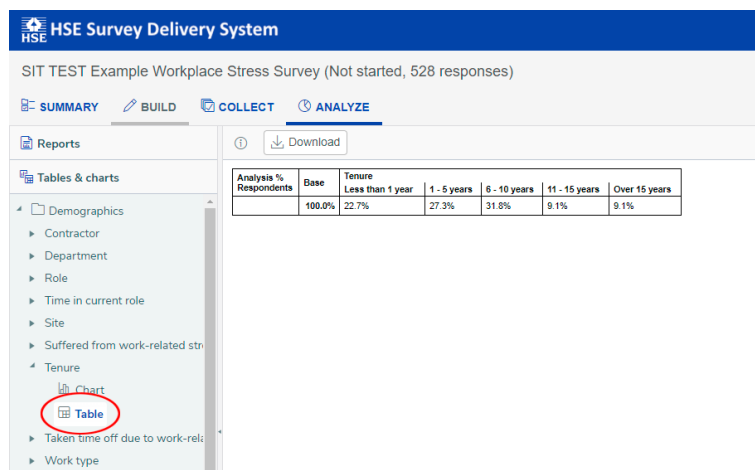 HSE HSE Survey Delivery System
SIT TEST Example Workplace Stress Survey (Not started, 528 responses)
SUMMARY BUILD COLLECT ANALYZE
Reports
Download
Tables & charts
Demographics
Contractor
Department
Role
Time in current role
Site
Suffered from work-related str
Tenure
Chart
Table
Taken time off due to work-rela
Work type
Analysis % Base Tenure
Respondents Less than 1 year 1 - 5 years 6 - 10 years 11 - 15 years Over 15 years
100.0% 22.7% 27.3% 31.8% 9.1% 9.1%